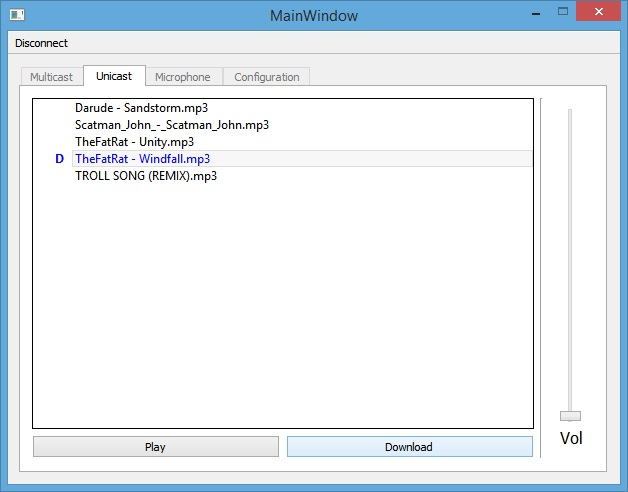 MainWindow
Disconnect
Multicast Unicast Microphone Configuration
Darude - Sandstorm.mp3
Scatman_John_-_Scatman_John.mp3
TheFatRat - Unity.mp3
D TheFatRat - Windfall.mp3
TROLL SONG (REMIX).mp3
Vol
Play Download